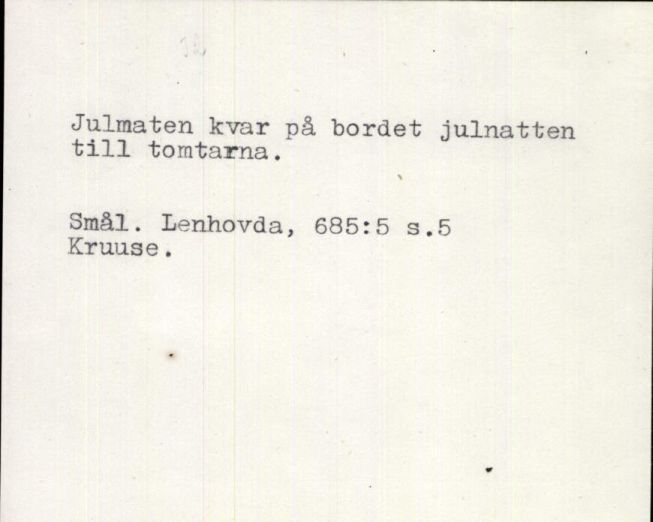 Julmaten kvar på bordet julnatten
till tomtarna.
Smål. Lenhovda, 685:5 s.5
Kruuse.